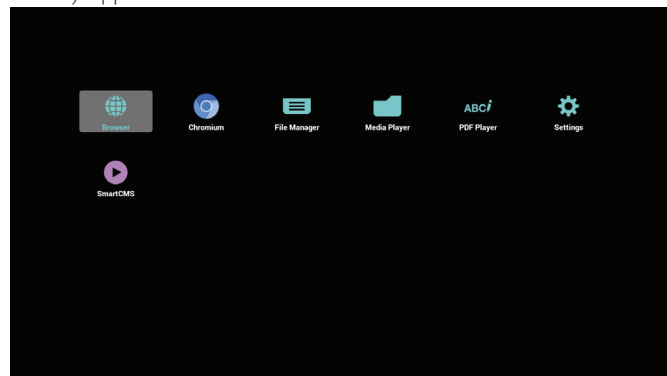 Browser
Chromium
File Manager
Media Player
ABCi
PDF Player
Settings
SmartCMS